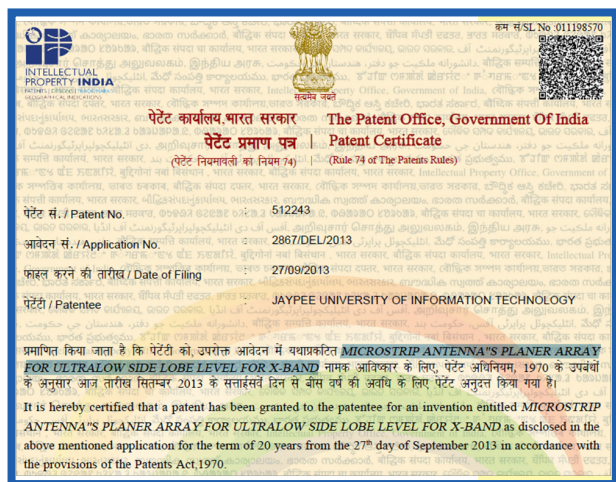 क्रम सं/SL No :011198570
INTELLECTUAL
PROPERTY INDIA
PATENTS | DESIGNS | TRADE MARKS
GEOGRAPHICAL INDICATIONS
सत्यमेव जयते
पेटेंट कार्यालय,भारत सरकार The Patent Office, Government Of India
पेटेंट प्रमाण पत्र | Patent Certificate
(पेटेंट नियमावली का नियम 74) (Rule 74 of The Patents Rules)
पेटेंट सं. / Patent No. : 512243
आवेदन सं. / Application No. : 2867/DEL/2013
फाइल करने की तारीख / Date of Filing : 27/09/2013
पेटेंटी / Patentee : JAYPEE UNIVERSITY OF INFORMATION TECHNOLOGY
प्रमाणित किया जाता है कि पेटेंटी को, उपरोक्त आवेदन में यथाप्रकटित MICROSTRIP ANTENNA"S PLANER ARRAY
FOR ULTRALOW SIDE LOBE LEVEL FOR X-BAND नामक आविष्कार के लिए, पेटेंट अधिनियम, 1970 के उपबंधों
के अनुसार आज तारीख सितम्बर 2013 के सत्ताईसवें दिन से बीस वर्ष की अवधि के लिए पेटेंट अनुदत्त किया गया है।
It is hereby certified that a patent has been granted to the patentee for an invention entitled MICROSTRIP
ANTENNA"S PLANER ARRAY FOR ULTRALOW SIDE LOBE LEVEL FOR X-BAND as disclosed in the
above mentioned application for the term of 20 years from the 27th day of September 2013 in accordance with
the provisions of the Patents Act,1970.